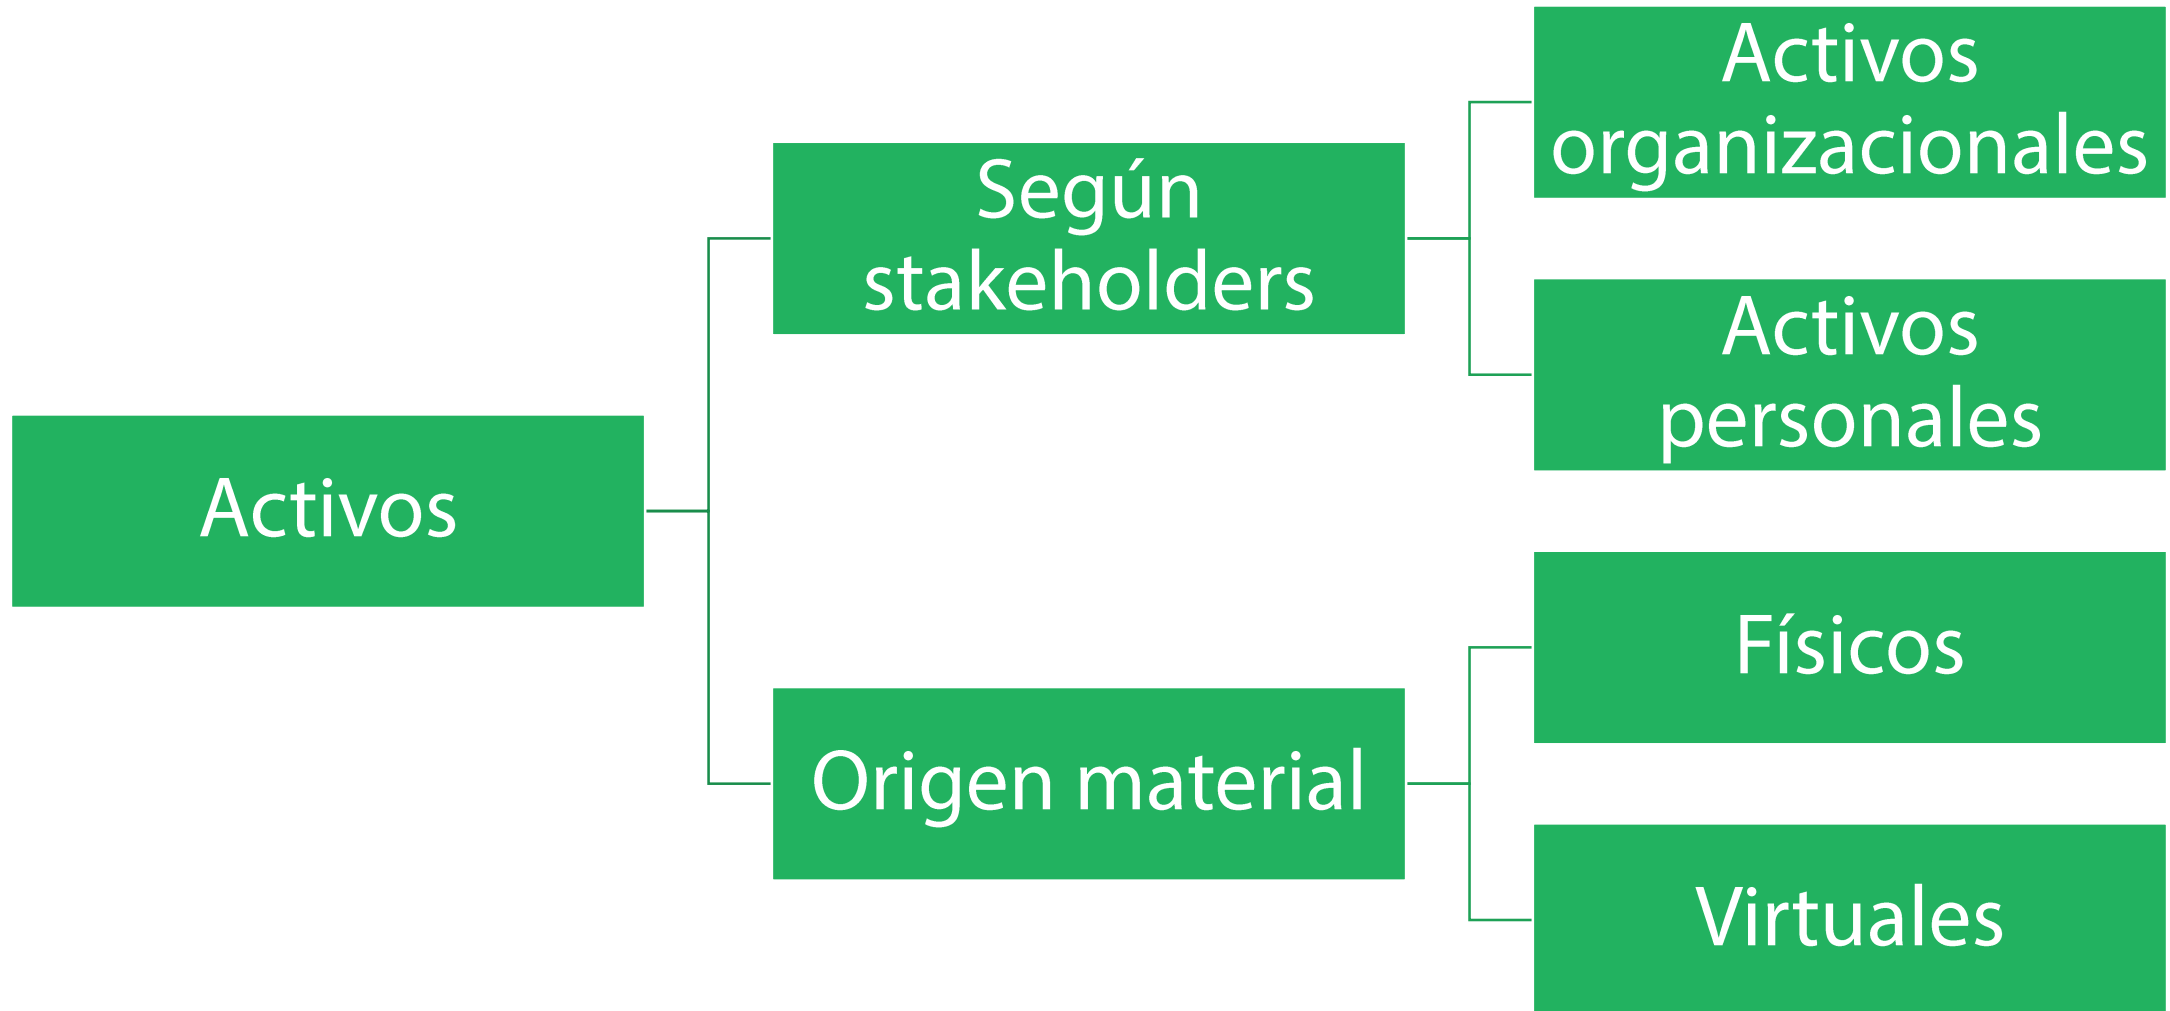 Activos
Según
stakeholders
Origen material
Activos
organizacionales
Activos
personales
Físicos
Virtuales